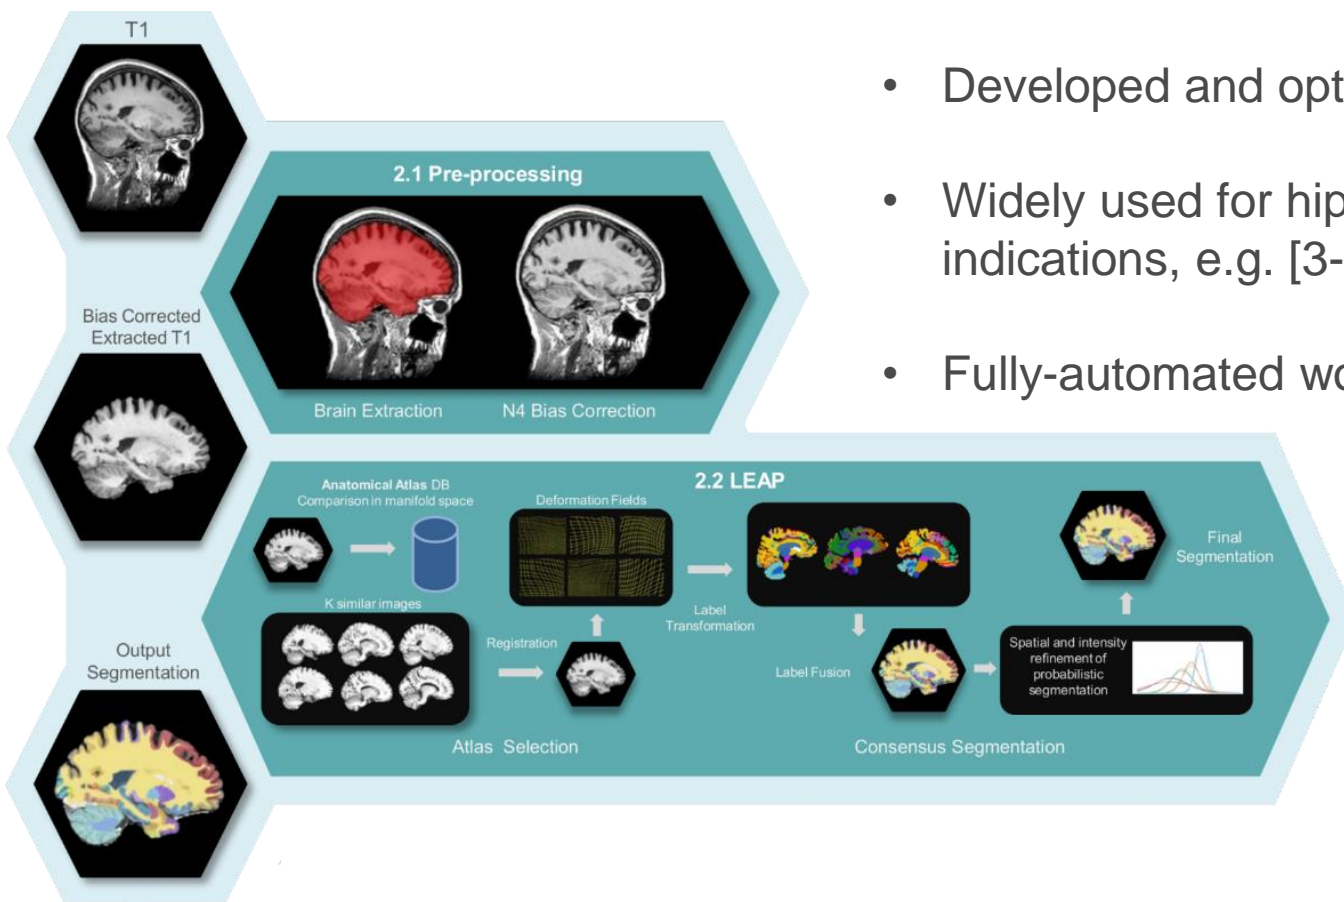 T1
2.1 Pre-processing
Brain Extraction
N4 Bias Correction
Bias Corrected
Extracted T1
Output
Segmentation
2.2 LEAP
Anatomical Atlas DB
Comparison in manifold space
K similar images
Registration
Atlas Selection
Deformation Fields
Label
Transformation
Label Fusion
Consensus Segmentation
Spatial and intensity
refinement of
probabilistic
segmentation
Final
Segmentation
• Developed and opt
• Widely used for hip
indications, e.g. [3-
• Fully-automated wo